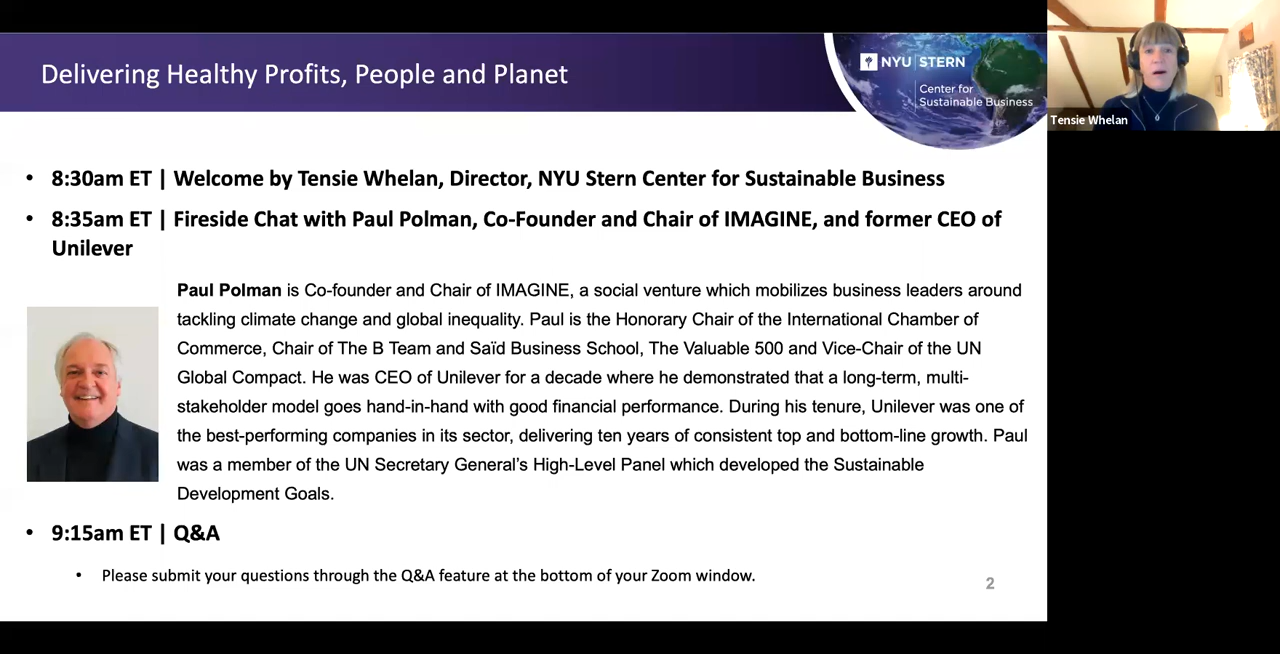 Delivering Healthy Profits, People and Planet
NYU STERN
Center for
Sustainable Business
Tensie Whelan
• 8:30am ET | Welcome by Tensie Whelan, Director, NYU Stern Center for Sustainable Business
• 8:35am ET | Fireside Chat with Paul Polman, Co-Founder and Chair of IMAGINE, and former CEO of
Unilever
Paul Polman is Co-founder and Chair of IMAGINE, a social venture which mobilizes business leaders around
tackling climate change and global inequality. Paul is the Honorary Chair of the International Chamber of
Commerce, Chair of The B Team and Saïd Business School, The Valuable 500 and Vice-Chair of the UN
Global Compact. He was CEO of Unilever for a decade where he demonstrated that a long-term, multi-
stakeholder model goes hand-in-hand with good financial performance. During his tenure, Unilever was one of
the best-performing companies in its sector, delivering ten years of consistent top and bottom-line growth. Paul
was a member of the UN Secretary General's High-Level Panel which developed the Sustainable
Development Goals.
• 9:15am ET | Q&A
• Please submit your questions through the Q&A feature at the bottom of your Zoom window.
2